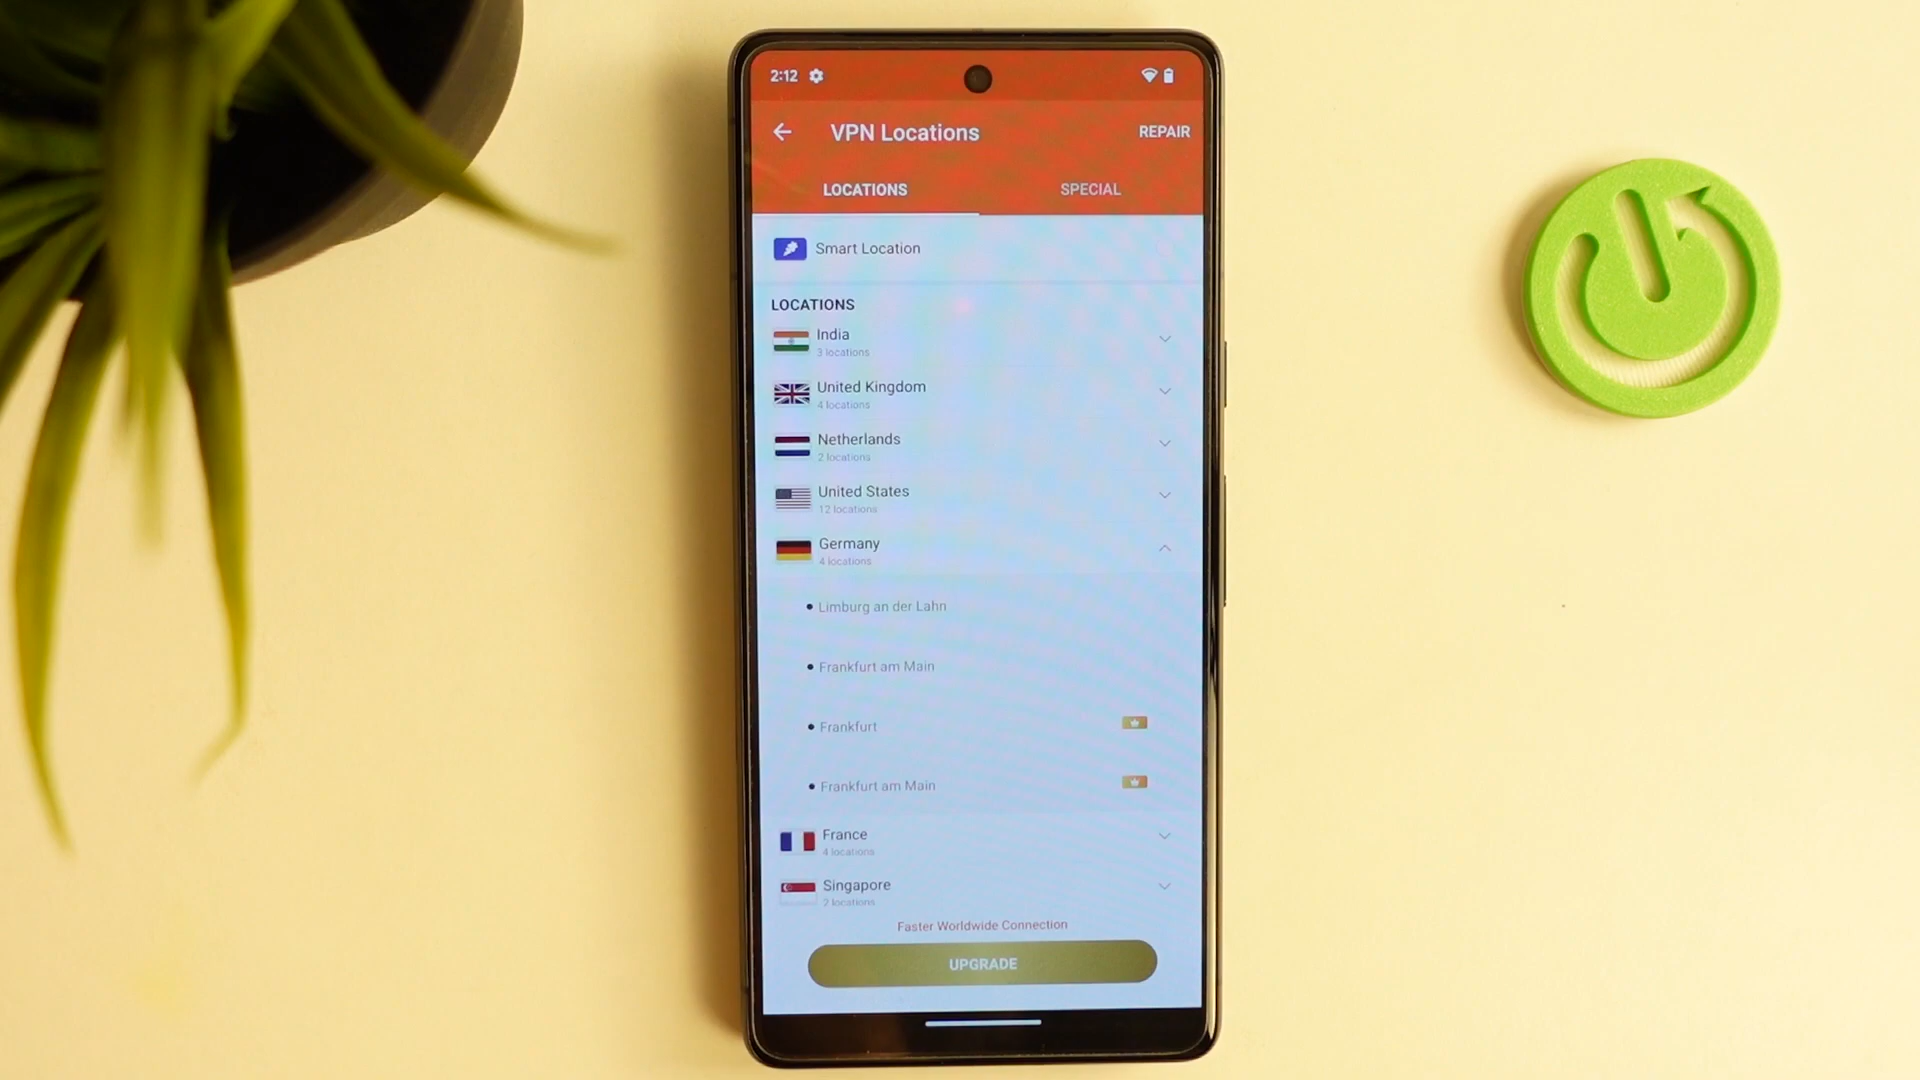 2:12
VPN Locations
REPAIR
LOCATIONS
SPECIAL
Smart Location
LOCATIONS
India
3 locations
United Kingdom
4 locations
Netherlands
2 locations
United States
12 locations
Germany
4 locations
Limburg an der Lahn
Frankfurt am Main
Frankfurt
Frankfurt am Main
France
4 locations
Singapore
2 locations
Faster Worldwide Connection
UPGRADE